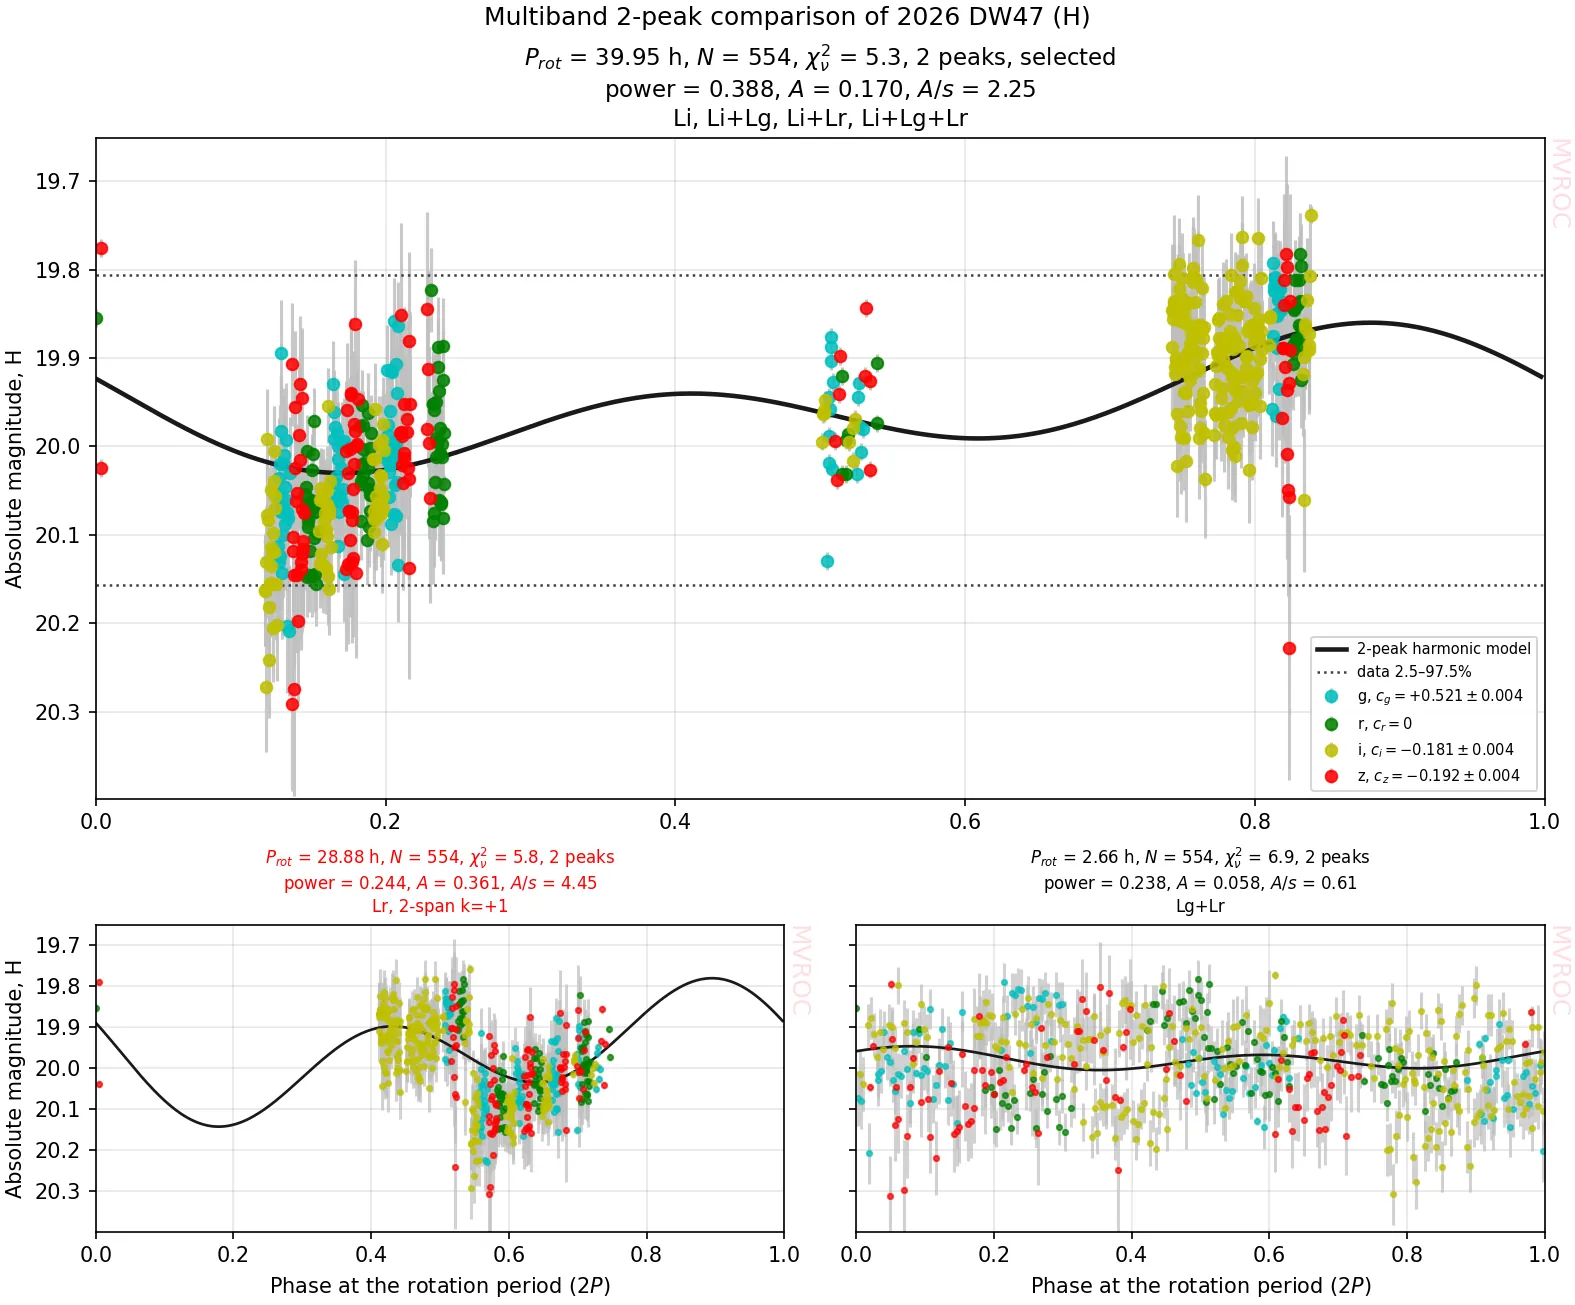 Multiband 2-peak comparison of 2026 DW47 (H)
P_rot = 39.95 h, N = 554, χ²_ν = 5.3, 2 peaks, selected
power = 0.388, A = 0.170, A/s = 2.25
Li, Li+Lg, Li+Lr, Li+Lg+Lr
MVROC
19.7
19.8
19.9
20.0
20.1
20.2
20.3
Absolute magnitude, H
2-peak harmonic model
data 2.5–97.5%
g, c_g = +0.521 ± 0.004
r, c_r = 0
i, c_i = −0.181 ± 0.004
z, c_z = −0.192 ± 0.004
0.0 0.2 0.4 0.6 0.8 1.0
P_rot = 28.88 h, N = 554, χ²_ν = 5.8, 2 peaks
power = 0.244, A = 0.361, A/s = 4.45
Lr, 2-span k=+1
MVROC
19.7
19.8
19.9
20.0
20.1
20.2
20.3
Absolute magnitude, H
0.0 0.2 0.4 0.6 0.8 1.0
Phase at the rotation period (2P)
P_rot = 2.66 h, N = 554, χ²_ν = 6.9, 2 peaks
power = 0.238, A = 0.058, A/s = 0.61
Lg+Lr
MVROC
0.0 0.2 0.4 0.6 0.8 1.0
Phase at the rotation period (2P)